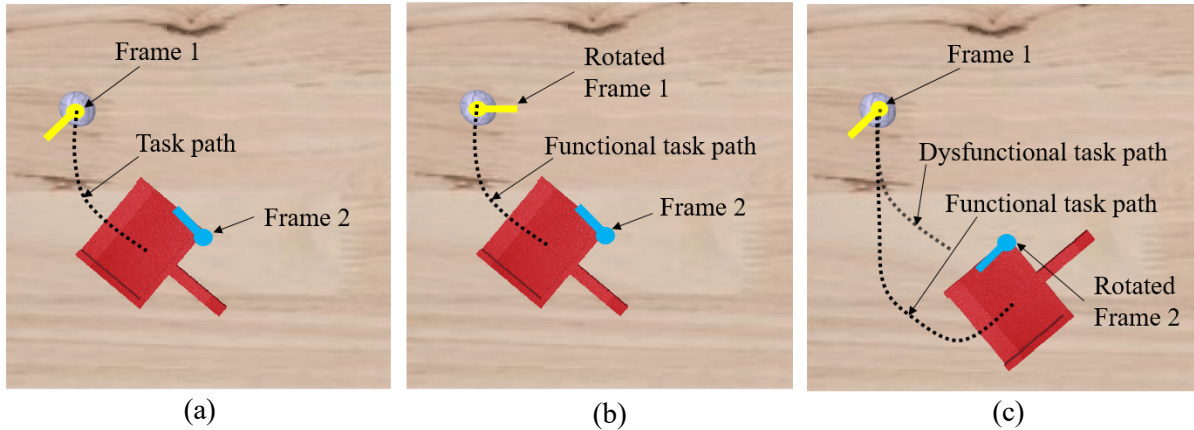 Frame 1
Task path
Frame 2
(a)
Rotated
Frame 1
Functional task path
Frame 2
(b)
Frame 1
Dysfunctional task path
Functional task path
Rotated
Frame 2
(c)